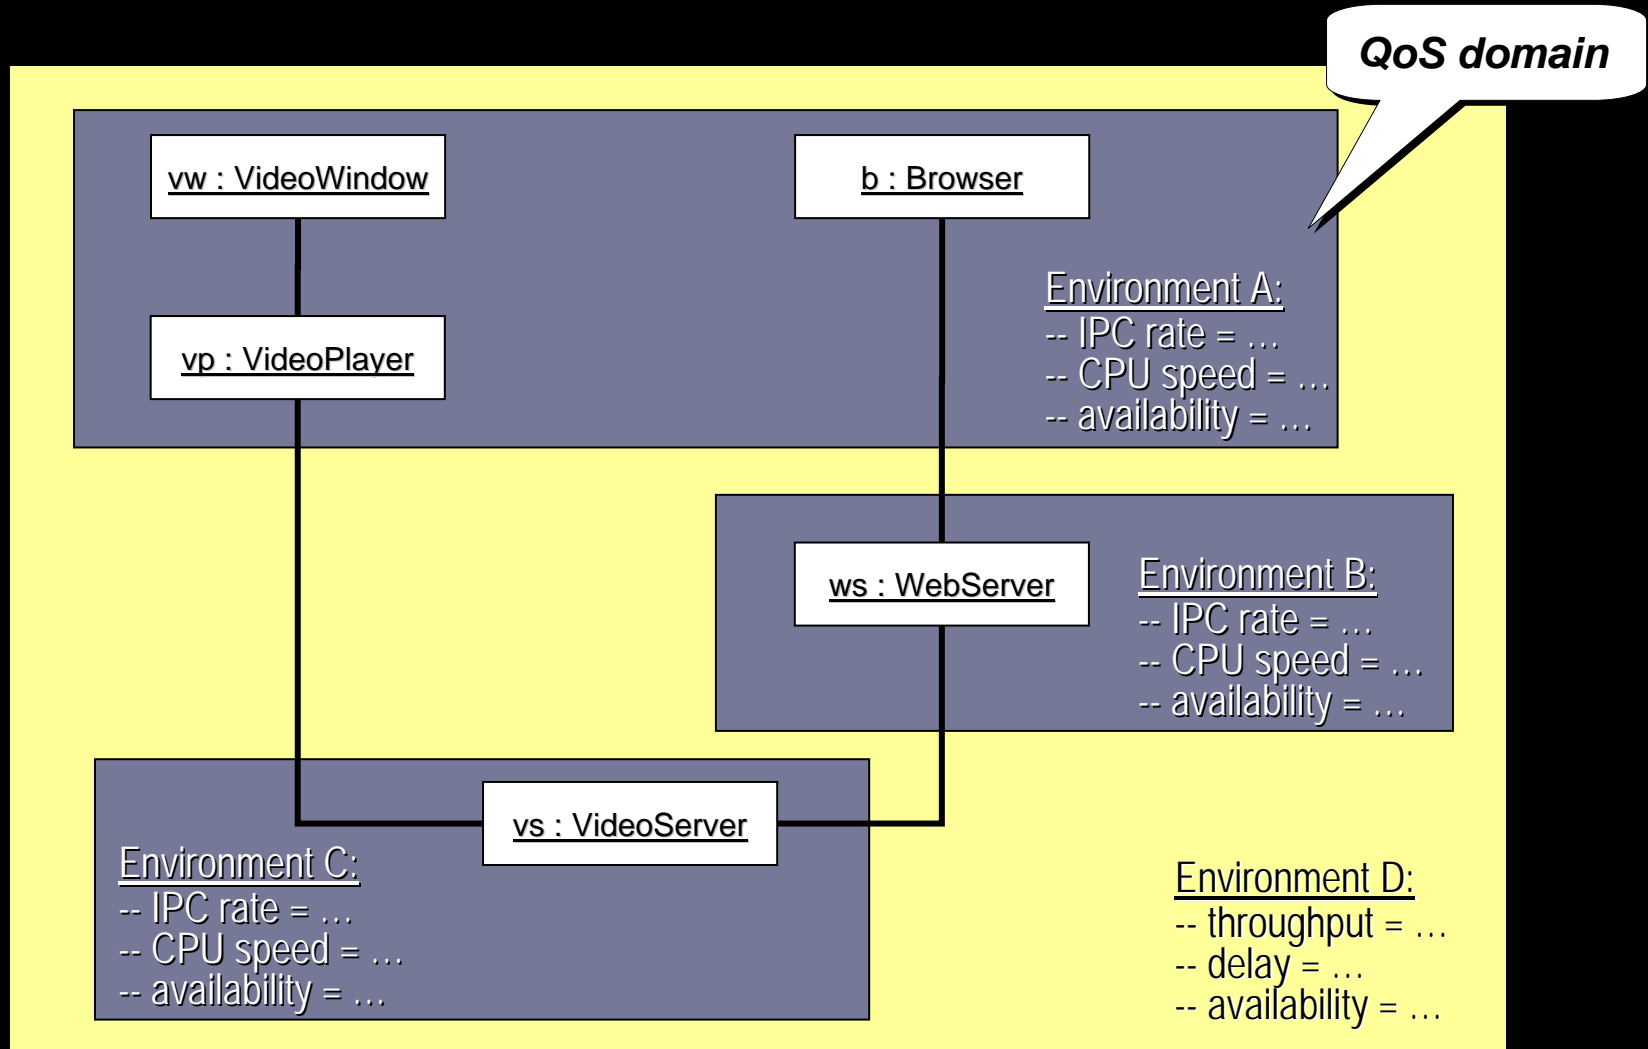 QoS domain
vw : VideoWindow
b : Browser
vp : VideoPlayer
Environment A:
-- IPC rate = …
-- CPU speed = …
-- availability = …
ws : WebServer
Environment B:
-- IPC rate = …
-- CPU speed = …
-- availability = …
vs : VideoServer
Environment C:
-- IPC rate = …
-- CPU speed = …
-- availability = …
Environment D:
-- throughput = …
-- delay = …
-- availability = …